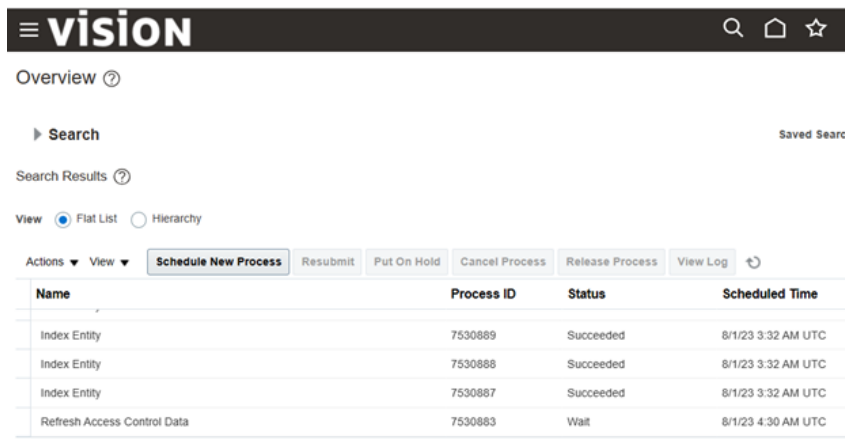 vision
Overview ?
Search
Saved Searc
Search Results ?
View Flat List Hierarchy
Actions View Schedule New Process Resubmit Put On Hold Cancel Process Release Process View Log
Name Process ID Status Scheduled Time
Index Entity 7530889 Succeeded 8/1/23 3:32 AM UTC
Index Entity 7530888 Succeeded 8/1/23 3:32 AM UTC
Index Entity 7530887 Succeeded 8/1/23 3:32 AM UTC
Refresh Access Control Data 7530883 Wait 8/1/23 4:30 AM UTC